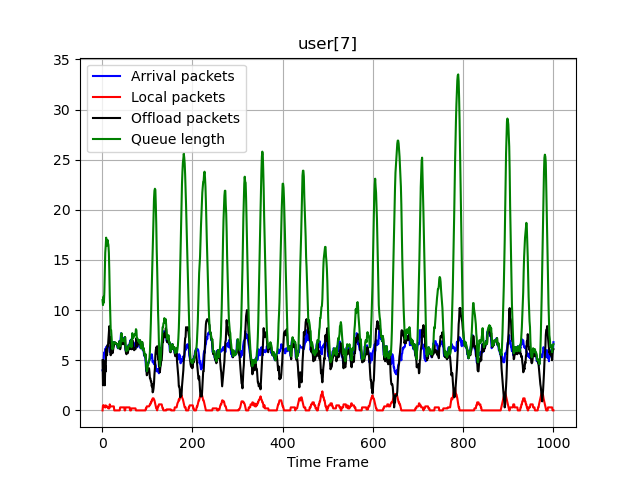 user[7]
Arrival packets
Local packets
Offload packets
Queue length
35
30
25
20
15
10
5
0
0 200 400 600 800 1000
Time Frame